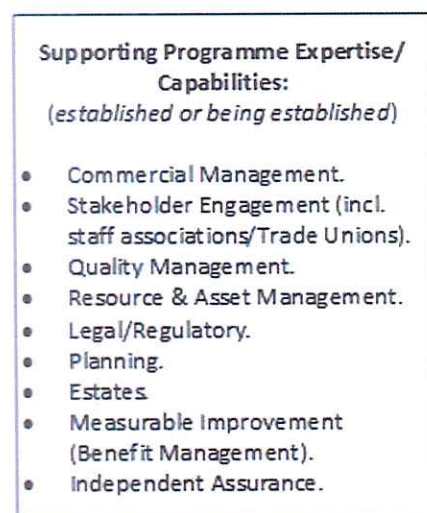 Supporting Programme Expertise/
Capabilities:
(established or being established)
• Commercial Management.
• Stakeholder Engagement (incl.
staff associations/Trade Unions).
• Quality Management.
• Resource & Asset Management.
• Legal/Regulatory.
• Planning.
• Estates.
• Measurable Improvement
(Benefit Management).
• Independent Assurance.